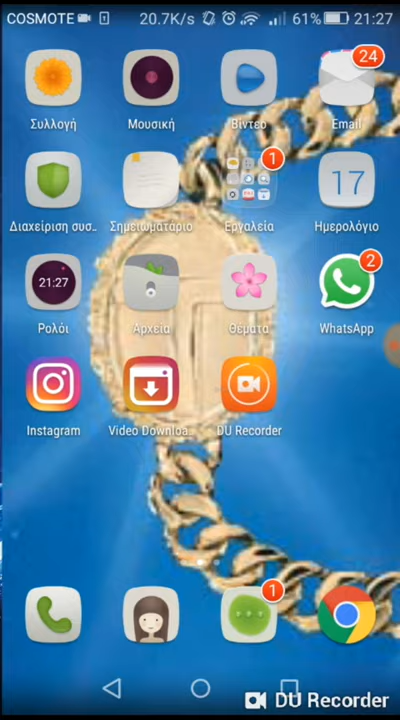 COSMOTE 20.7K/s 61% 21:27
24
Συλλογή Μουσική Βίντεο Email
1
17
Διαχείριση συσ.. Σημειωματάριο Εργαλεία Ημερολόγιο
21:27 2
Ρολόι Αρχεία Θέματα WhatsApp
Instagram Video Downloa.. DU Recorder
1
DU Recorder